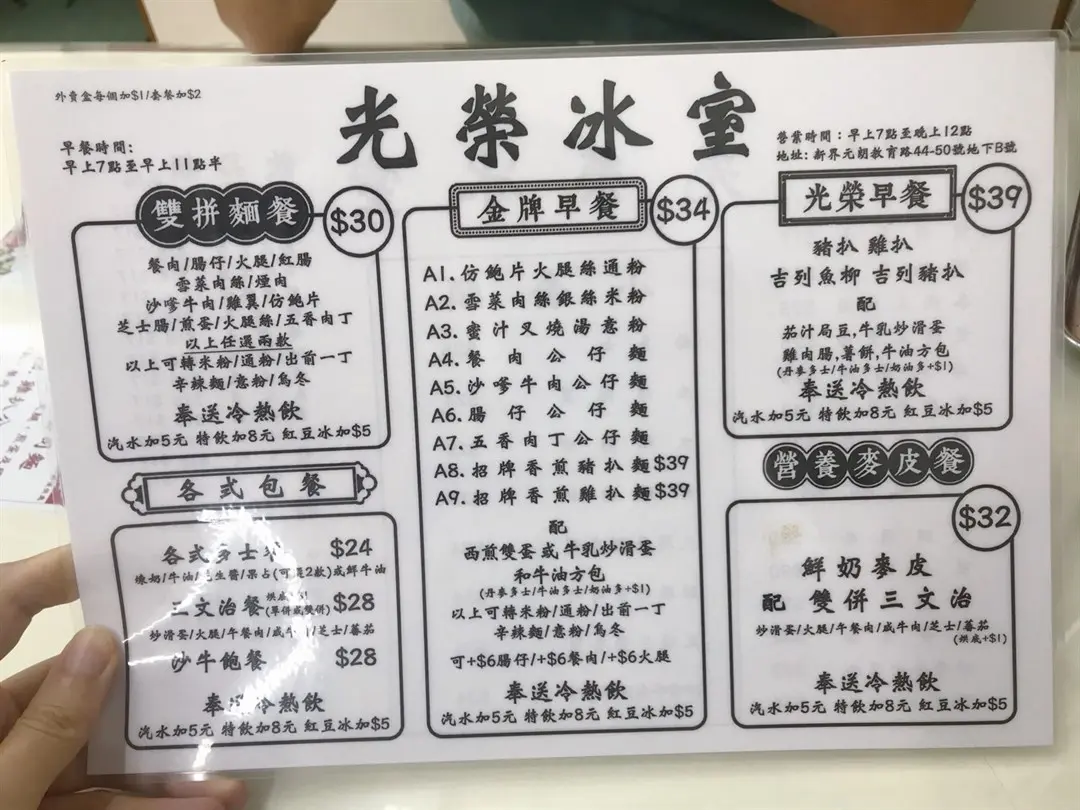 外賣盒每個加$1/套餐加$2
早餐時間:
早上7點至早上11點半
光榮冰室
營業時間:早上7點至晚上12點
地址:新界元朗教育路44-50號地下B號
雙拼麵餐 $30
餐肉/腸仔/火腿/紅腸
雪菜肉絲/煙肉
沙嗲牛肉/雞翼/仿鮑片
芝士腸/煎蛋/火腿絲/五香肉丁
以上任選兩款
以上可轉米粉/通粉/出前一丁
辛辣麵/意粉/烏冬
奉送冷熱飲
汽水加5元 特飲加8元 紅豆冰加$5
各式包餐
各式多士 $24
煉奶/牛油/花生醬/果占(可選2款)或鮮牛油
三文治餐(單併或雙併) $28
炒滑蛋/火腿/午餐肉/咸牛肉/芝士/蕃茄
沙牛飽餐 $28
奉送冷熱飲
汽水加5元 特飲加8元 紅豆冰加$5
金牌早餐 $34
A1.仿鮑片火腿絲通粉
A2.雪菜肉絲銀絲米粉
A3.蜜汁叉燒湯意粉
A4.餐肉公仔麵
A5.沙嗲牛肉公仔麵
A6.腸仔公仔麵
A7.五香肉丁公仔麵
A8.招牌香煎豬扒麵$39
A9.招牌香煎雞扒麵$39
配
西煎雙蛋或牛乳炒滑蛋
和牛油方包
(丹麥多士/牛油多士/奶油多+$1)
以上可轉米粉/通粉/出前一丁
辛辣麵/意粉/烏冬
可+$6腸仔/+$6餐肉/+$6火腿
奉送冷熱飲
汽水加5元 特飲加8元 紅豆冰加$5
光榮早餐 $39
豬扒 雞扒
吉列魚柳 吉列豬扒
配
茄汁局豆,牛乳炒滑蛋
雞肉腸,薯餅,牛油方包
(丹麥多士/牛油多士/奶油多+$1)
奉送冷熱飲
汽水加5元 特飲加8元 紅豆冰加$5
營養麥皮餐
$32
鮮奶麥皮
配 雙併三文治
炒滑蛋/火腿/午餐肉/咸牛肉/芝士/蕃茄
(烘底+$1)
奉送冷熱飲
汽水加5元 特飲加8元 紅豆冰加$5